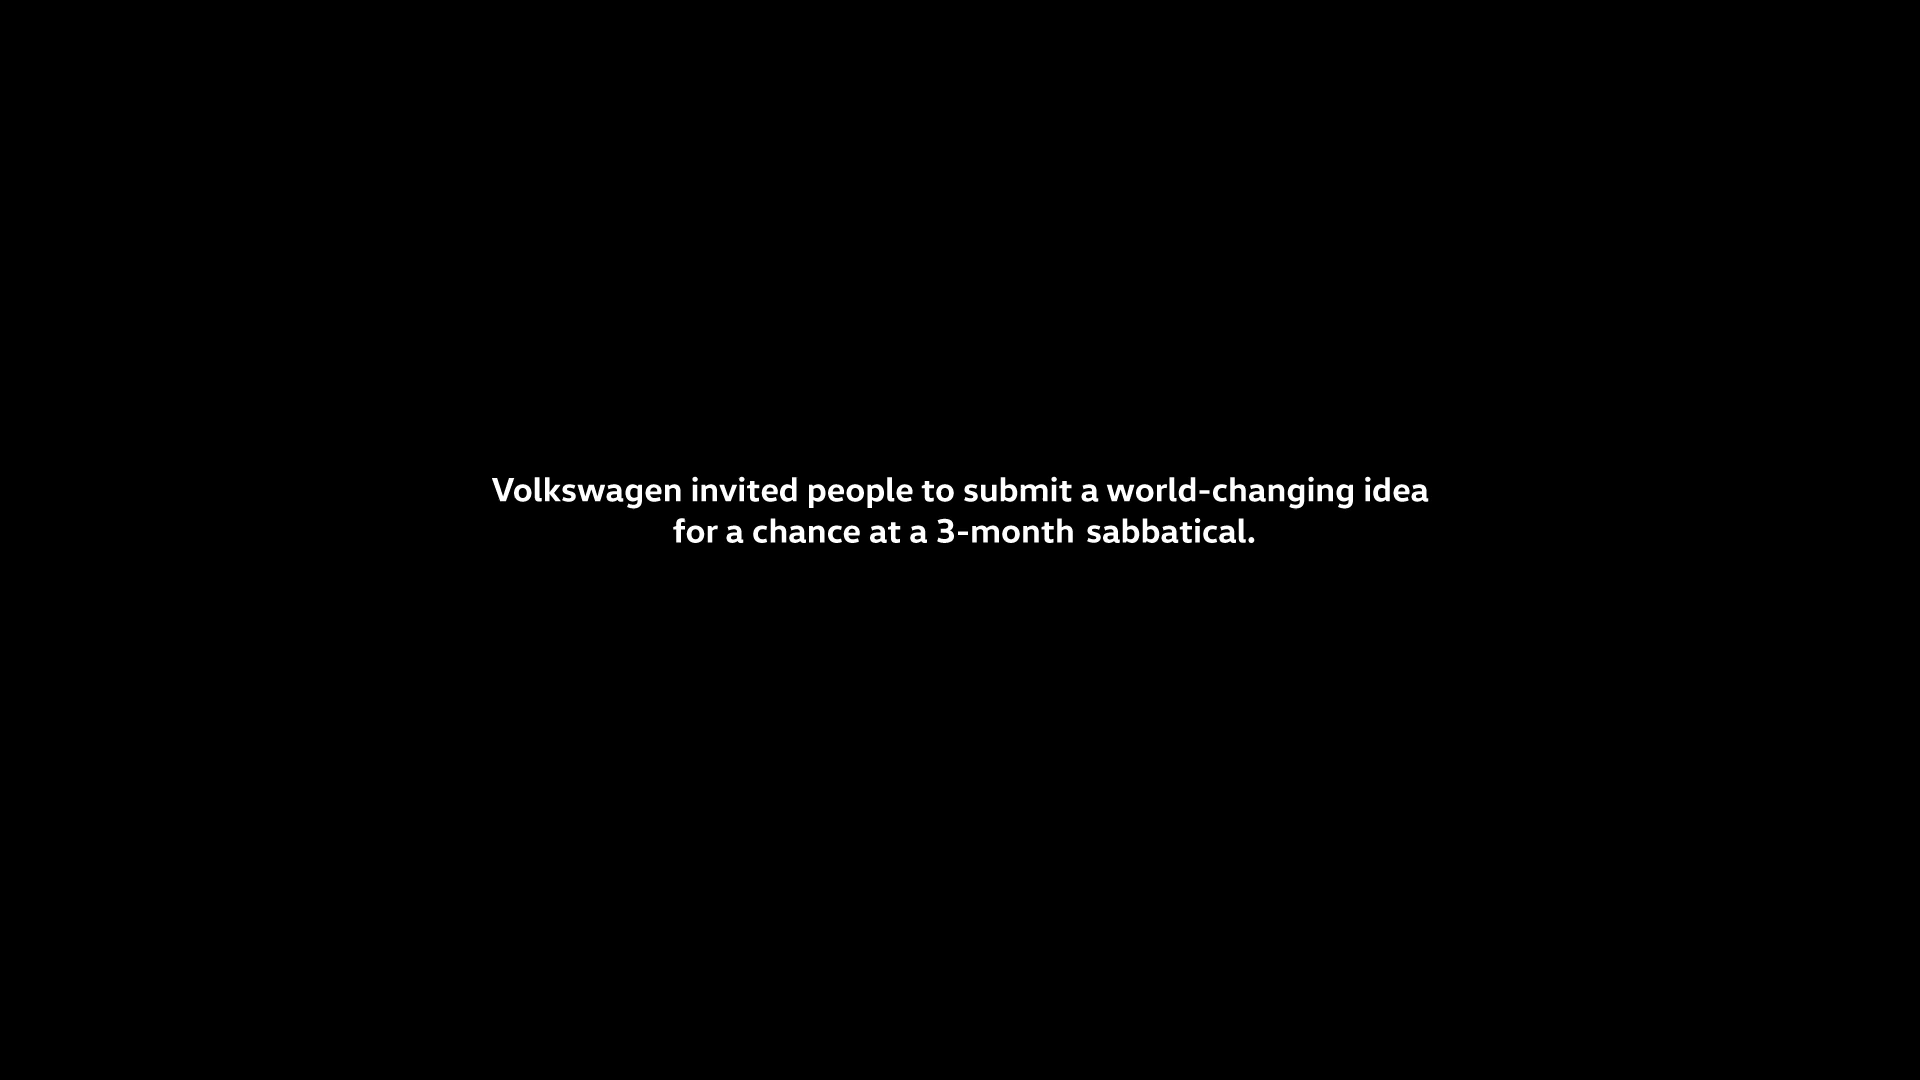 Volkswagen invited people to submit a world-changing idea
for a chance at a 3-month sabbatical.